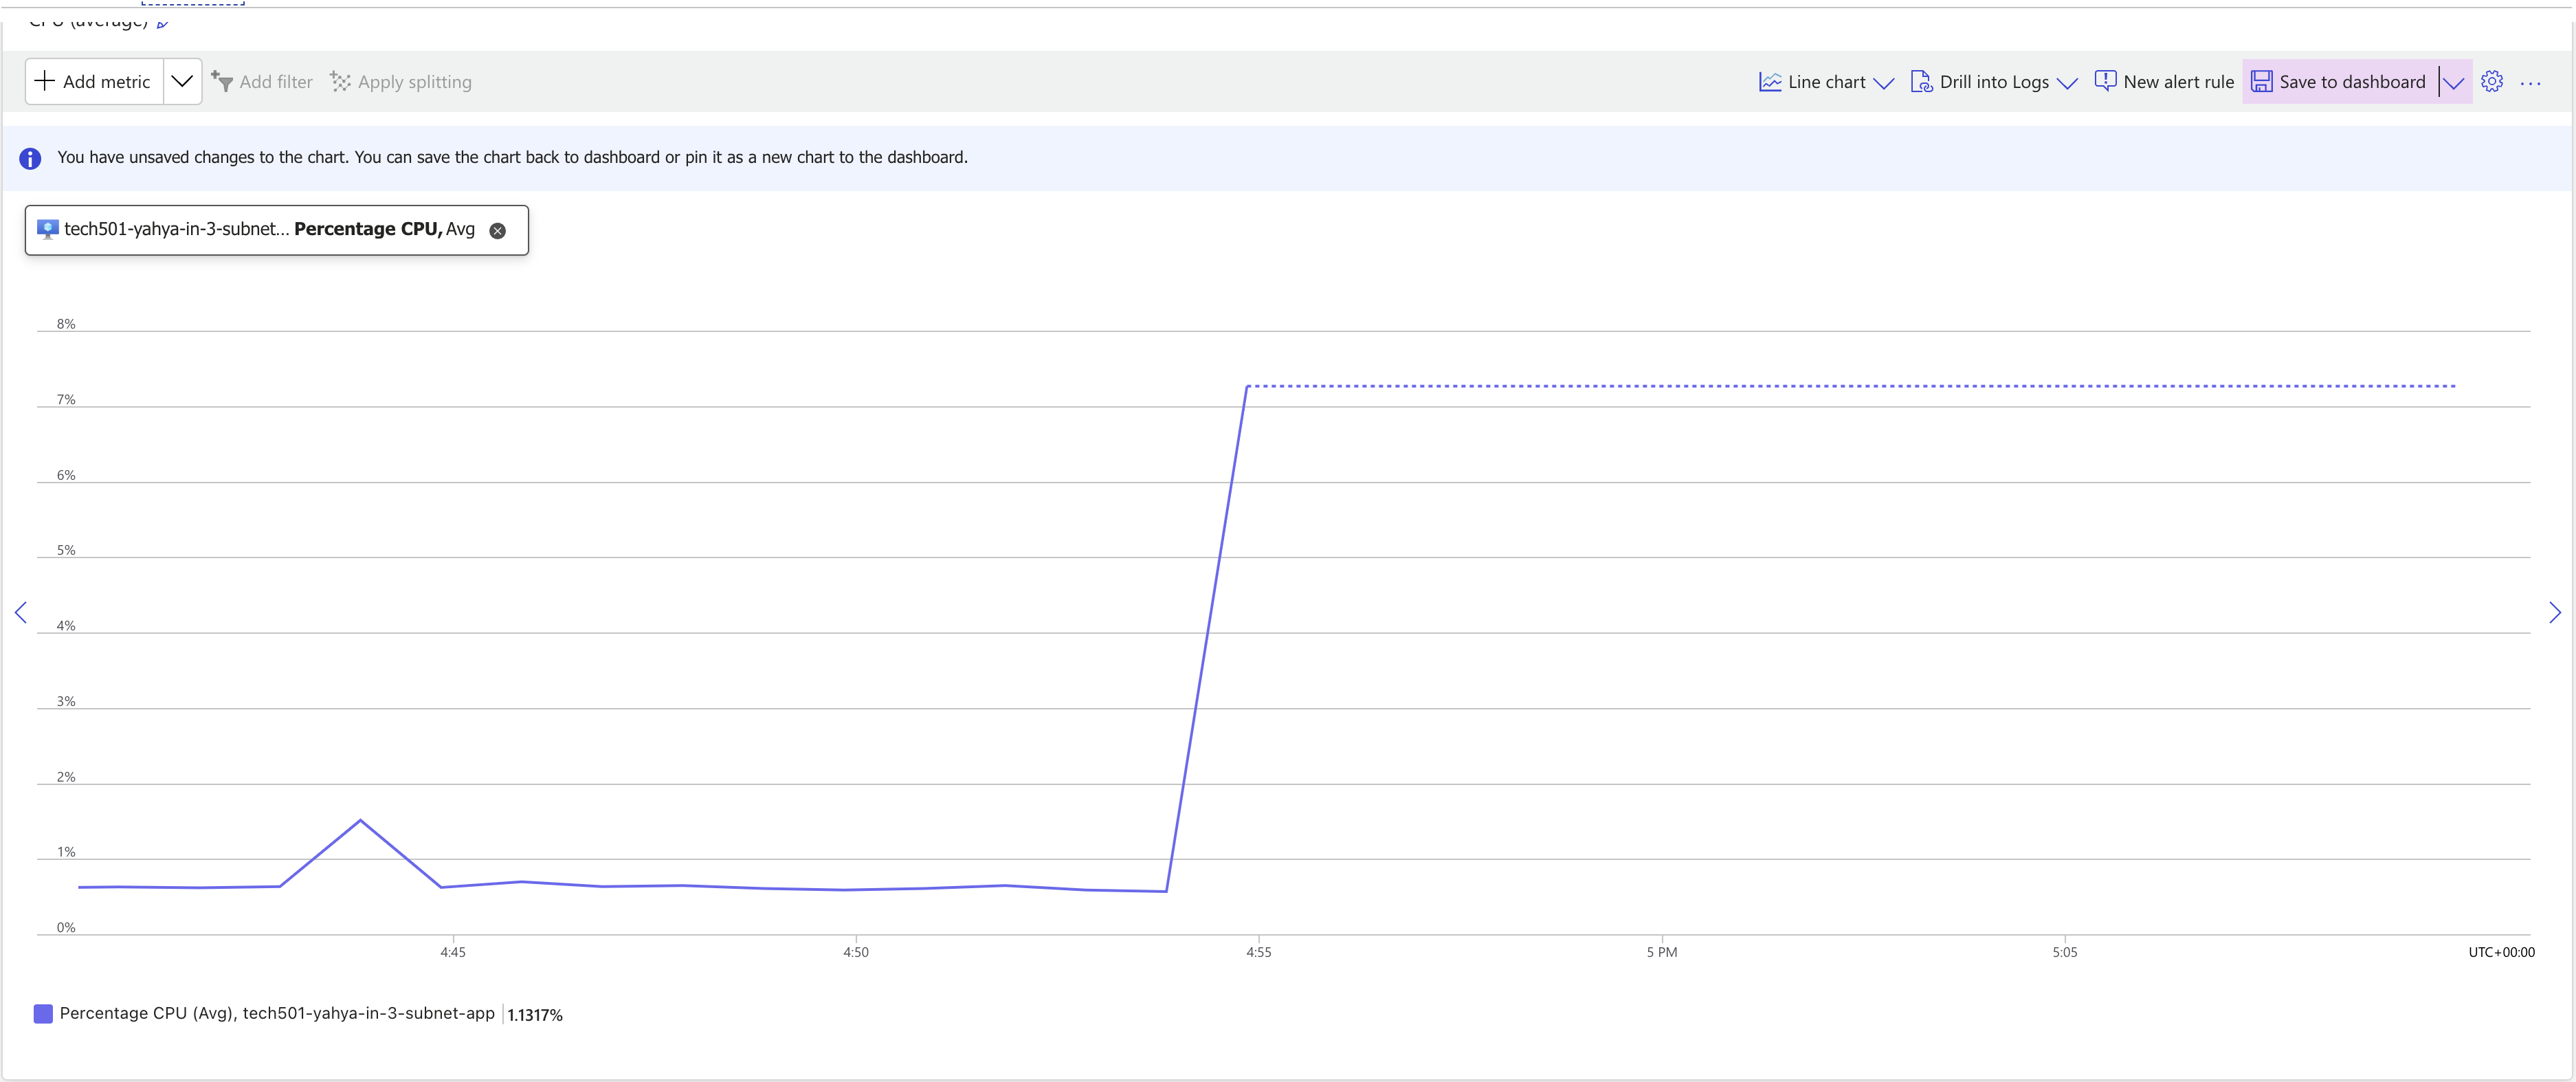 CPU (average)
Add metric
Add filter
Apply splitting
Line chart
Drill into Logs
New alert rule
Save to dashboard
You have unsaved changes to the chart. You can save the chart back to dashboard or pin it as a new chart to the dashboard.
tech501-yahya-in-3-subnet... Percentage CPU, Avg
8%
7%
6%
5%
4%
3%
2%
1%
0%
4:45
4:50
4:55
5 PM
5:05
UTC+00:00
Percentage CPU (Avg), tech501-yahya-in-3-subnet-app
1.1317%